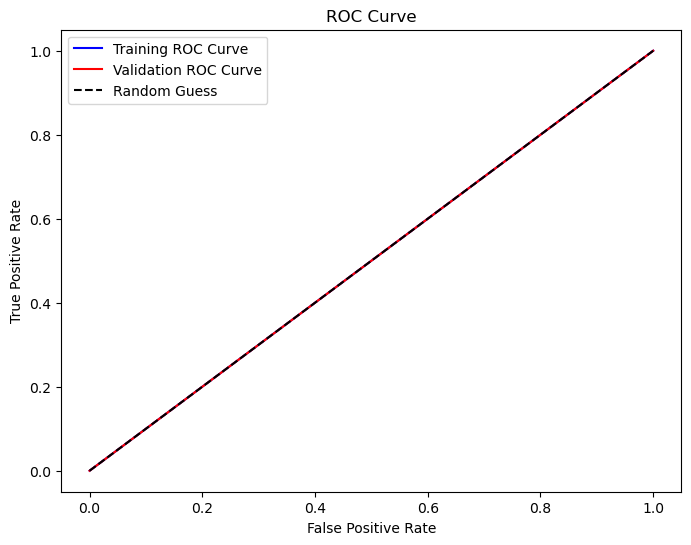 ROC Curve
Training ROC Curve
Validation ROC Curve
Random Guess
1.0
0.8
0.6
0.4
0.2
0.0
True Positive Rate
0.0 0.2 0.4 0.6 0.8 1.0
False Positive Rate